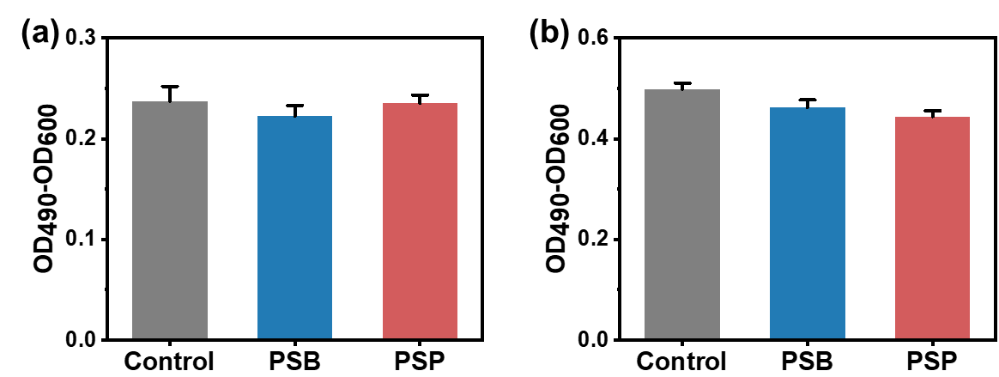 (a)
0.3
0.2
0.1
0.0
OD490-OD600
Control PSB PSP
(b)
0.6
0.4
0.2
0.0
OD490-OD600
Control PSB PSP